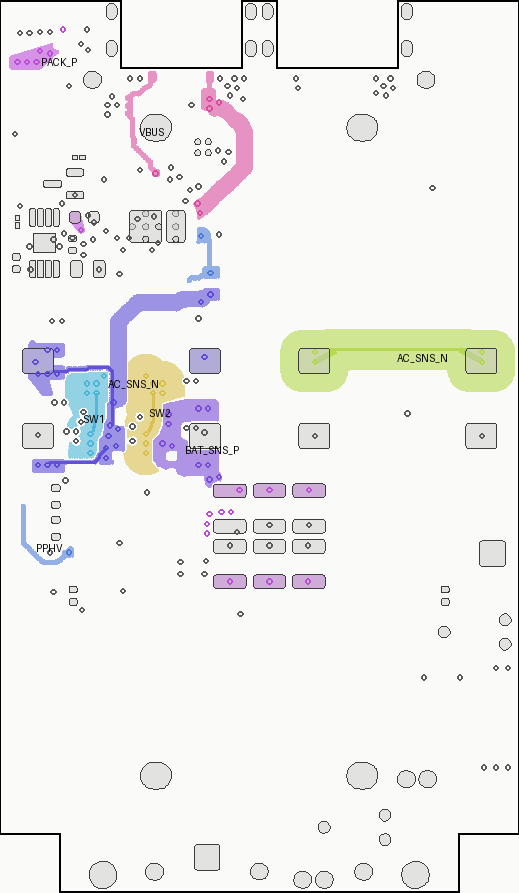 PACK_P
VBUS
AC_SNS_N
AC_SNS_N
SW1
SW2
BAT_SNS_P
PPHV